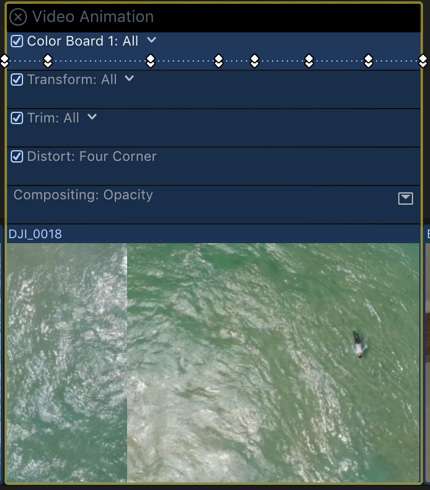 Video Animation
Color Board 1: All
Transform: All
Trim: All
Distort: Four Corner
Compositing: Opacity
DJI_0018